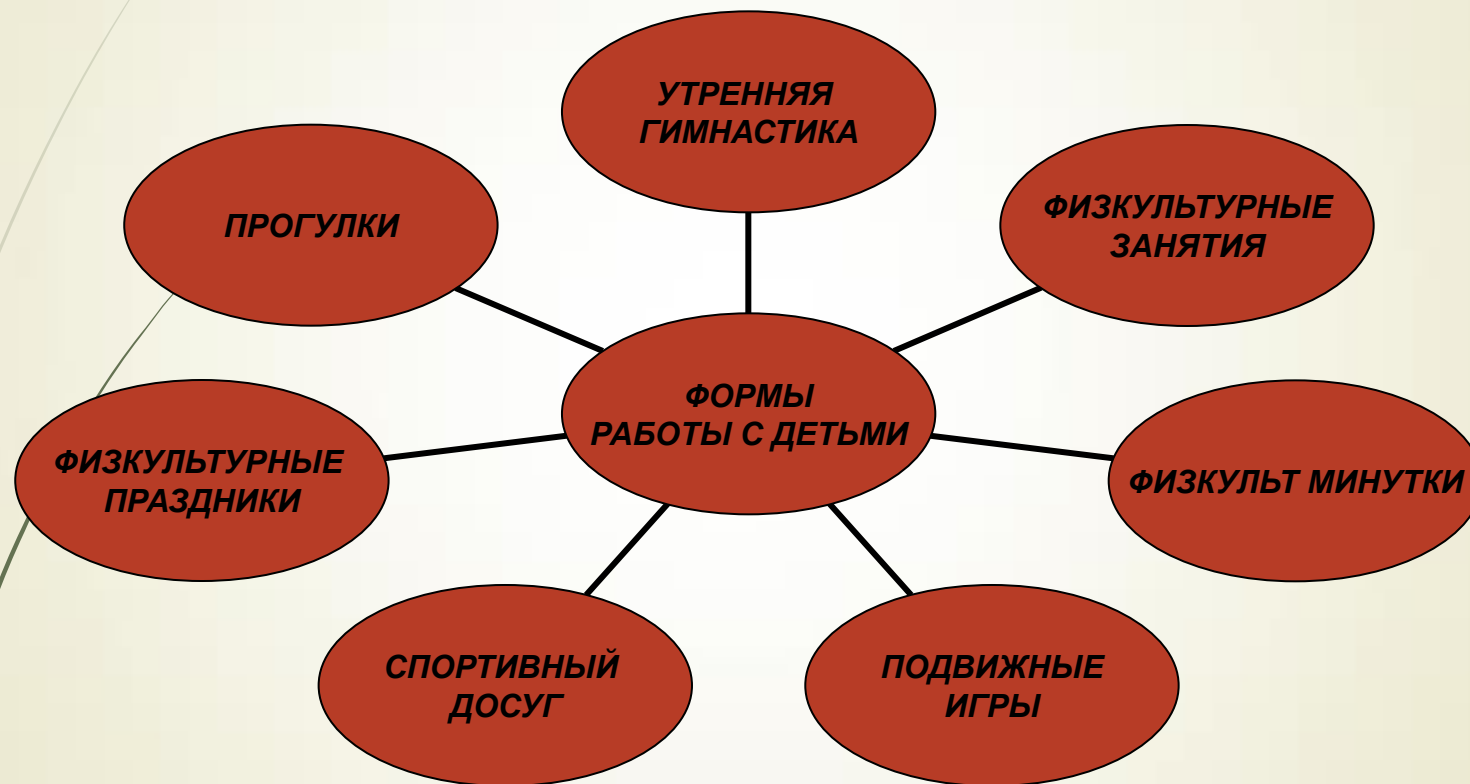 УТРЕННЯЯ
ГИМНАСТИКА
ПРОГУЛКИ
ФИЗКУЛЬТУРНЫЕ
ЗАНЯТИЯ
ФОРМЫ
РАБОТЫ С ДЕТЬМИ
ФИЗКУЛЬТУРНЫЕ
ПРАЗДНИКИ
ФИЗКУЛЬТ МИНУТКИ
СПОРТИВНЫЙ
ДОСУГ
ПОДВИЖНЫЕ
ИГРЫ